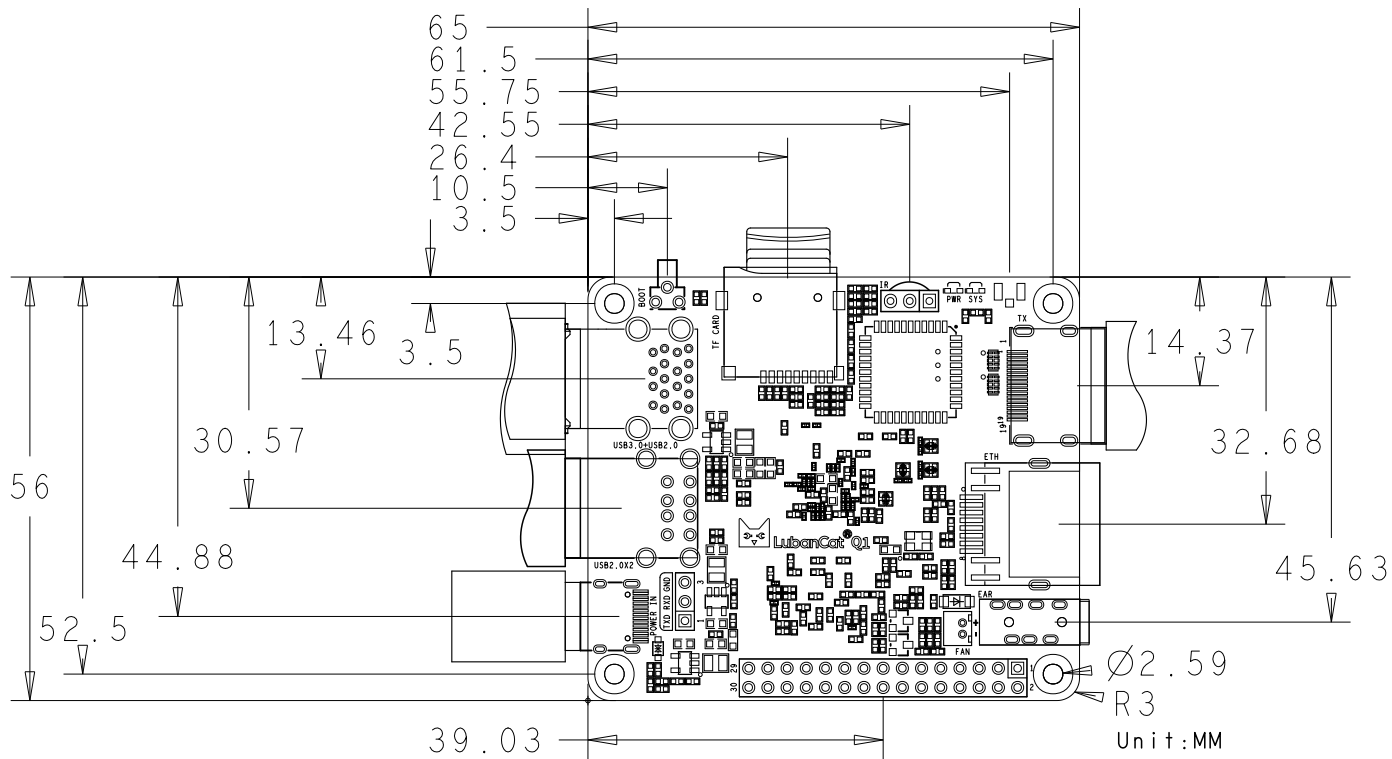 65
61.5
55.75
42.55
26.4
10.5
3.5
BOOT
TF CARD
IR
PWR SYS
TX
1
13.46
3.5
14.37
19
19
USB3.0+USB2.0
30.57
ETH
32.68
56
LubanCat® Q1
44.88
USB2.0X2
45.63
POWER IN
TXD RXD GND
3
1
EAR
+
-
FAN
52.5
29
30
1
2
Ø2.59
R3
39.03
Unit:MM